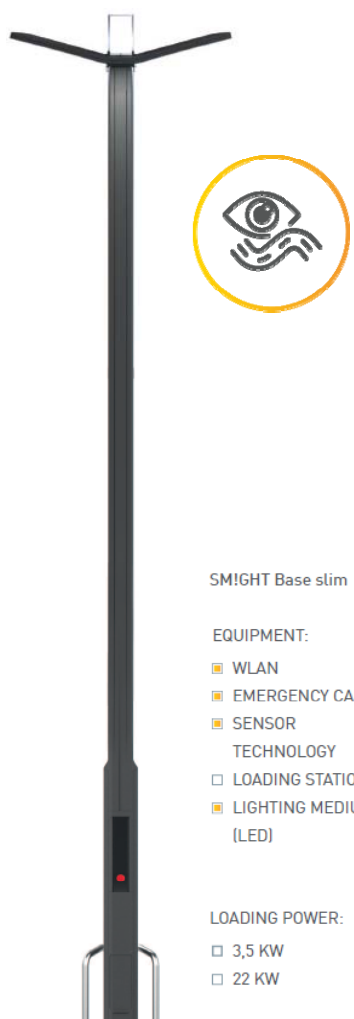 SM!GHT Base slim
EQUIPMENT:
WLAN
EMERGENCY CA
SENSOR
TECHNOLOGY
LOADING STATIO
LIGHTING MEDIU
(LED)
LOADING POWER:
3,5 KW
22 KW